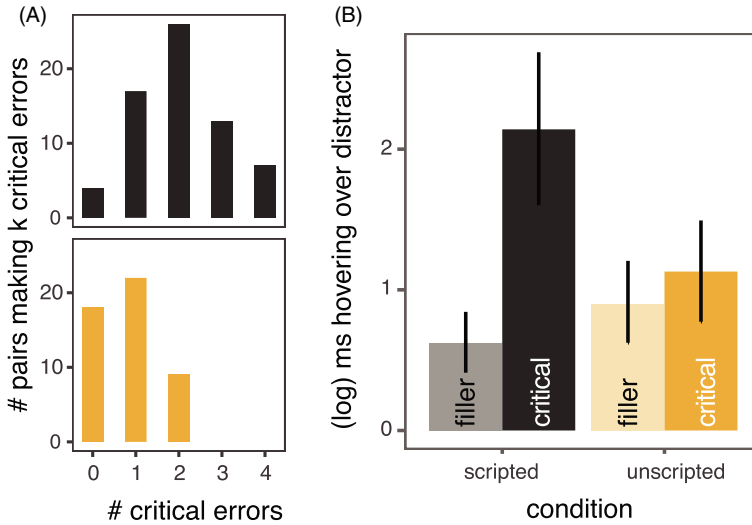 (A)
# pairs making k critical errors
20
10
0
20
10
0
0 1 2 3 4
# critical errors
(B)
(log) ms hovering over distractor
2
1
0
filler
critical
filler
critical
scripted unscripted
condition